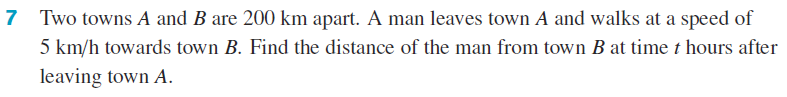 7 Two towns A and B are 200 km apart. A man leaves town A and walks at a speed of
5 km/h towards town B. Find the distance of the man from town B at time t hours after
leaving town A.